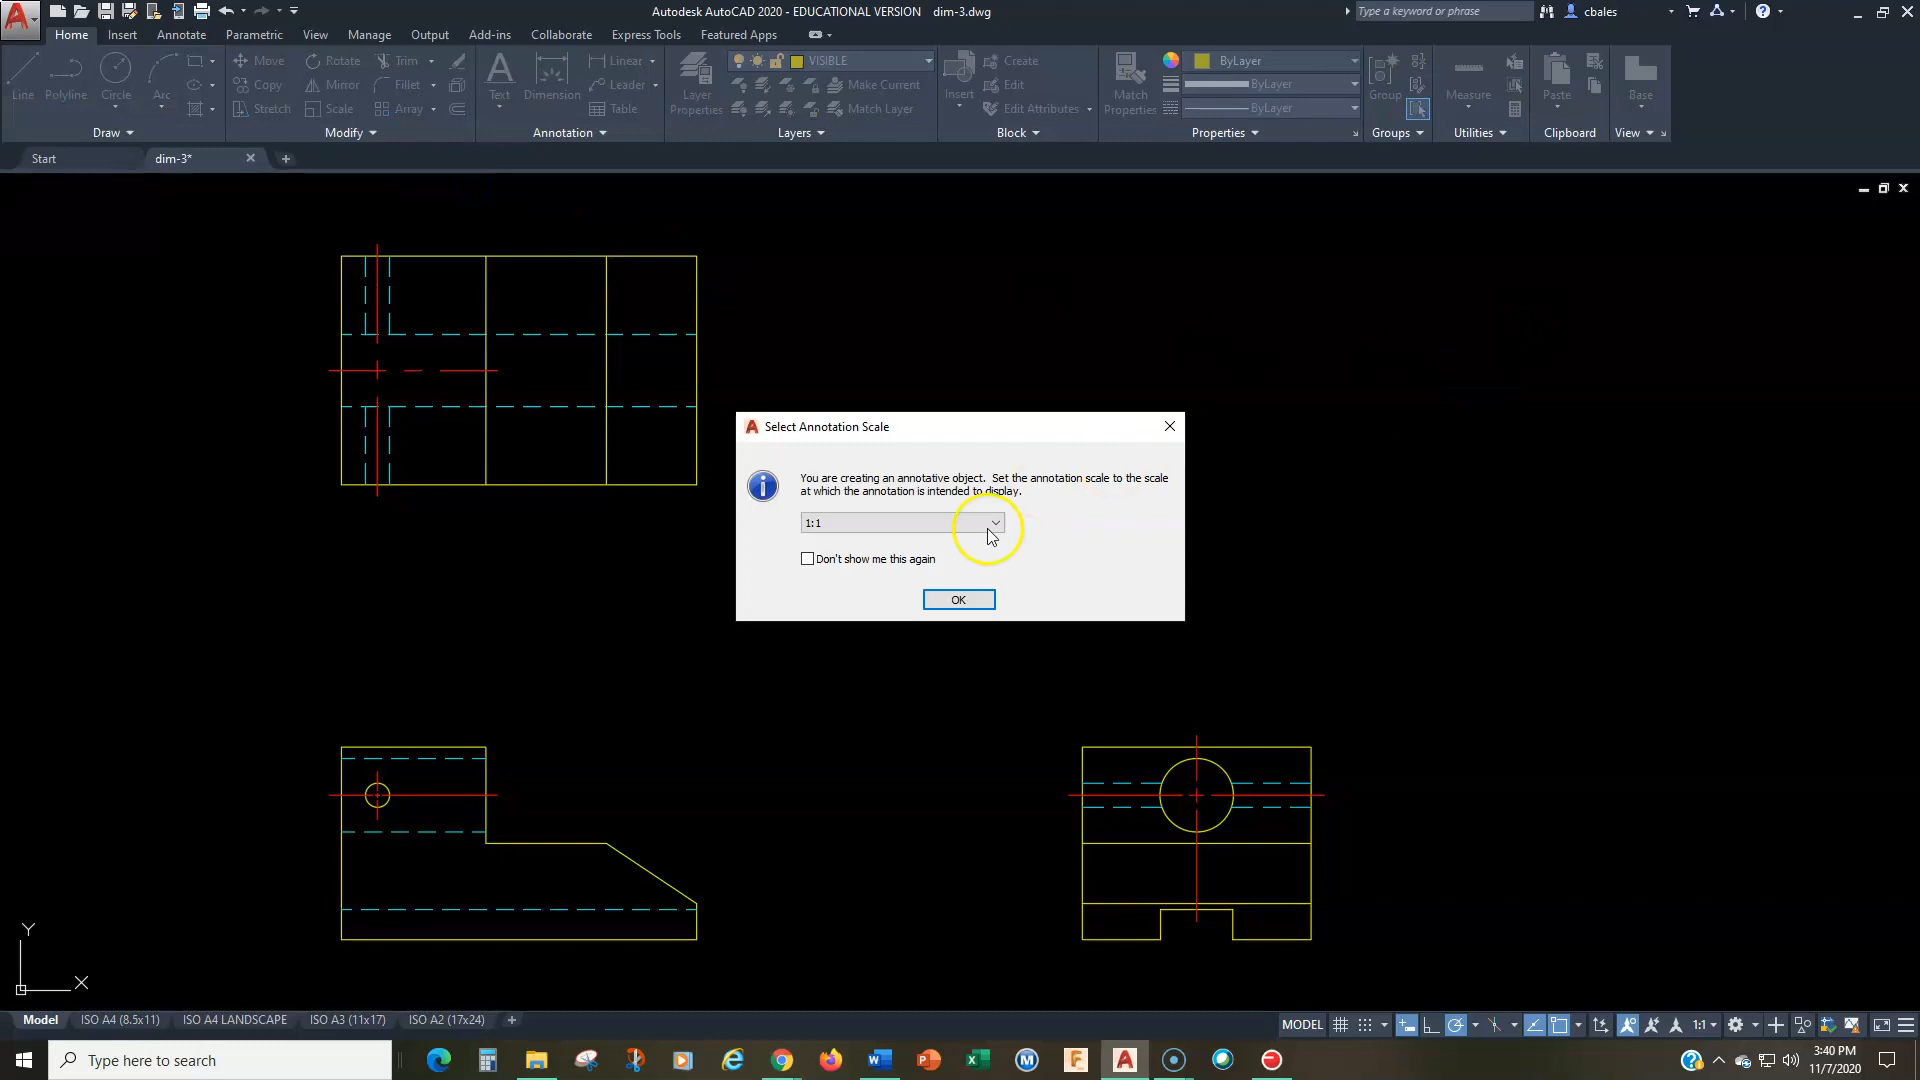 Autodesk AutoCAD 2020 - EDUCATIONAL VERSION dim-3.dwg
Type a keyword or phrase
cbales
Home Insert Annotate Parametric View Manage Output Add-ins Collaborate Express Tools Featured Apps
Line Polyline Circle Arc
Draw
Move Rotate Trim
Copy Mirror Fillet
Stretch Scale Array
Modify
Text Dimension
Linear
Leader
Table
Annotation
Layer Properties
VISIBLE
Make Current
Match Layer
Layers
Insert
Create
Edit
Edit Attributes
Block
Match Properties
ByLayer
ByLayer
ByLayer
Properties
Group
Groups
Measure
Utilities
Paste
Clipboard
Base
View
Start dim-3*
Select Annotation Scale
You are creating an annotative object. Set the annotation scale to the scale
at which the annotation is intended to display.
1:1
Don't show me this again
OK
Y
X
Model ISO A4 (8.5x11) ISO A4 LANDSCAPE ISO A3 (11x17) ISO A2 (17x24)
MODEL 1:1
Type here to search
3:40 PM
11/7/2020